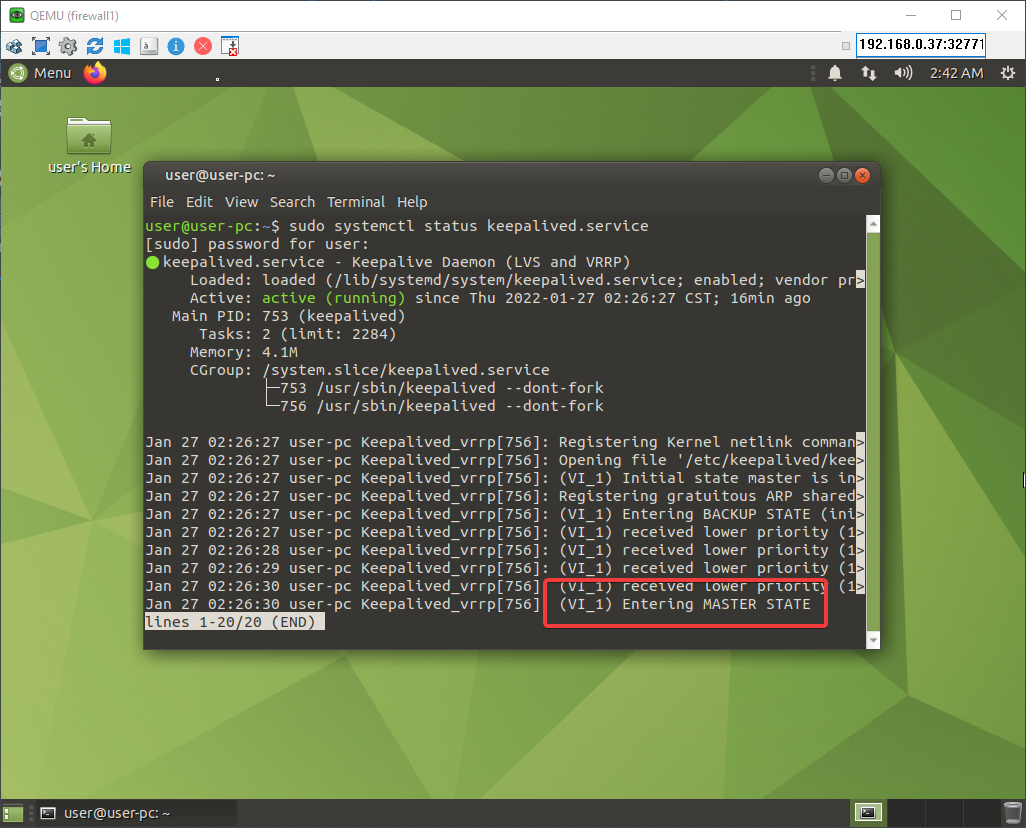 QEMU (firewall1)
192.168.0.37:32771
Menu
2:42 AM
user's Home
user@user-pc: ~
File Edit View Search Terminal Help
user@user-pc:~$ sudo systemctl status keepalived.service
[sudo] password for user:
keepalived.service - Keepalive Daemon (LVS and VRRP)
Loaded: loaded (/lib/systemd/system/keepalived.service; enabled; vendor pr>
Active: active (running) since Thu 2022-01-27 02:26:27 CST; 16min ago
Main PID: 753 (keepalived)
Tasks: 2 (limit: 2284)
Memory: 4.1M
CGroup: /system.slice/keepalived.service
├─753 /usr/sbin/keepalived --dont-fork
└─756 /usr/sbin/keepalived --dont-fork
Jan 27 02:26:27 user-pc Keepalived_vrrp[756]: Registering Kernel netlink comman>
Jan 27 02:26:27 user-pc Keepalived_vrrp[756]: Opening file '/etc/keepalived/kee>
Jan 27 02:26:27 user-pc Keepalived_vrrp[756]: (VI_1) Initial state master is in>
Jan 27 02:26:27 user-pc Keepalived_vrrp[756]: Registering gratuitous ARP shared>
Jan 27 02:26:27 user-pc Keepalived_vrrp[756]: (VI_1) Entering BACKUP STATE (ini>
Jan 27 02:26:27 user-pc Keepalived_vrrp[756]: (VI_1) received lower priority (1>
Jan 27 02:26:28 user-pc Keepalived_vrrp[756]: (VI_1) received lower priority (1>
Jan 27 02:26:29 user-pc Keepalived_vrrp[756]: (VI_1) received lower priority (1>
Jan 27 02:26:30 user-pc Keepalived_vrrp[756]: (VI_1) received lower priority (1>
Jan 27 02:26:30 user-pc Keepalived_vrrp[756]: (VI_1) Entering MASTER STATE
lines 1-20/20 (END)
user@user-pc: ~